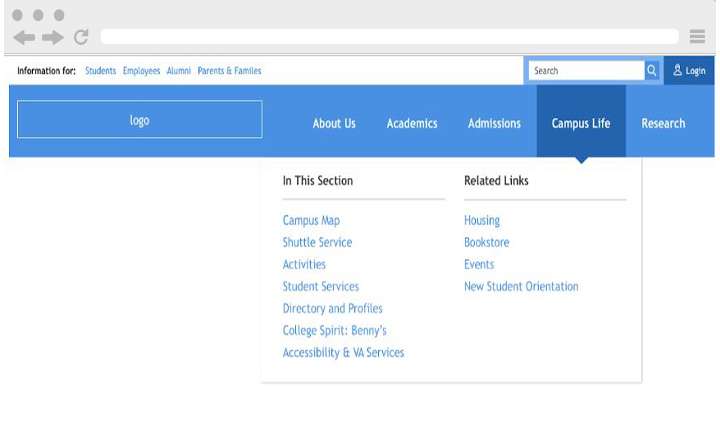 Information for: Students Employees Alumni Parents & Familes
Search
Login
logo
About Us Academics Admissions Campus Life Research
In This Section
Campus Map
Shuttle Service
Activities
Student Services
Directory and Profiles
College Spirit: Benny's
Accessibility & VA Services
Related Links
Housing
Bookstore
Events
New Student Orientation